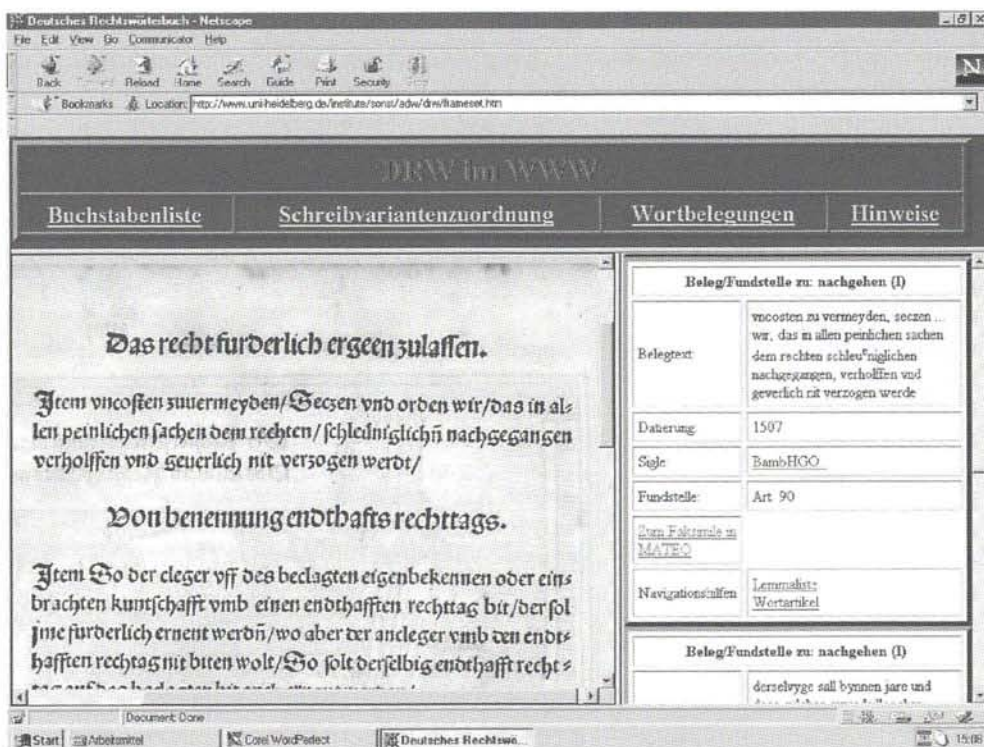 Deutsches Rechtswörterbuch - Netscape
File Edit View Go Communicator Help
Back Reload Home Search Guide Print Security
Bookmarks Location: http://www.uni-heidelberg.de/institute/sonst/adw/drw/frameset.htm
DRW im WWW
Buchstabenliste Schreibvariantenzuordnung Wortbelegungen Hinweise
Das recht furderlich ergeen zulassen.
Item vncosten zuuermeyden/ Seczen vnd orden wir/das in al⸗
len peinlichen sachen dem rechten/ schleuniglichñ nachgegangen
verholffen vnd geuerlich nit verzogen werdt/
Von benennung endthafts rechttags.
Item So der cleger vff des beclagten eigenbekennen oder ein⸗
brachten kuntschafft vmb einen endthafften rechttag bit/der sol
jme furderlich ernent werdñ/wo aber der ancleger vmb den endt⸗
hafften rechtag nit biten wolt/So solt derselbig endthafft recht⸗
Beleg/Fundstelle zu: nachgehen (I)
Belegtext: vncosten zu vermeyden, seczen ...
wir, das in allen peinlichen sachen
dem rechten schleuͤniglichen
nachgegangen, verholffen vnd
geverlich nit verzogen werde
Datierung: 1507
Sigle: BambHGO
Fundstelle: Art. 90
Zum Faksimile in
MATEO
Navigationshilfen Lemmaliste
Wortartikel
Beleg/Fundstelle zu: nachgehen (I)
derselvyge sall bynnen jare und
Document: Done
Start Arbeitsmittel Corel WordPerfect Deutsches Rechtswö... 15:08